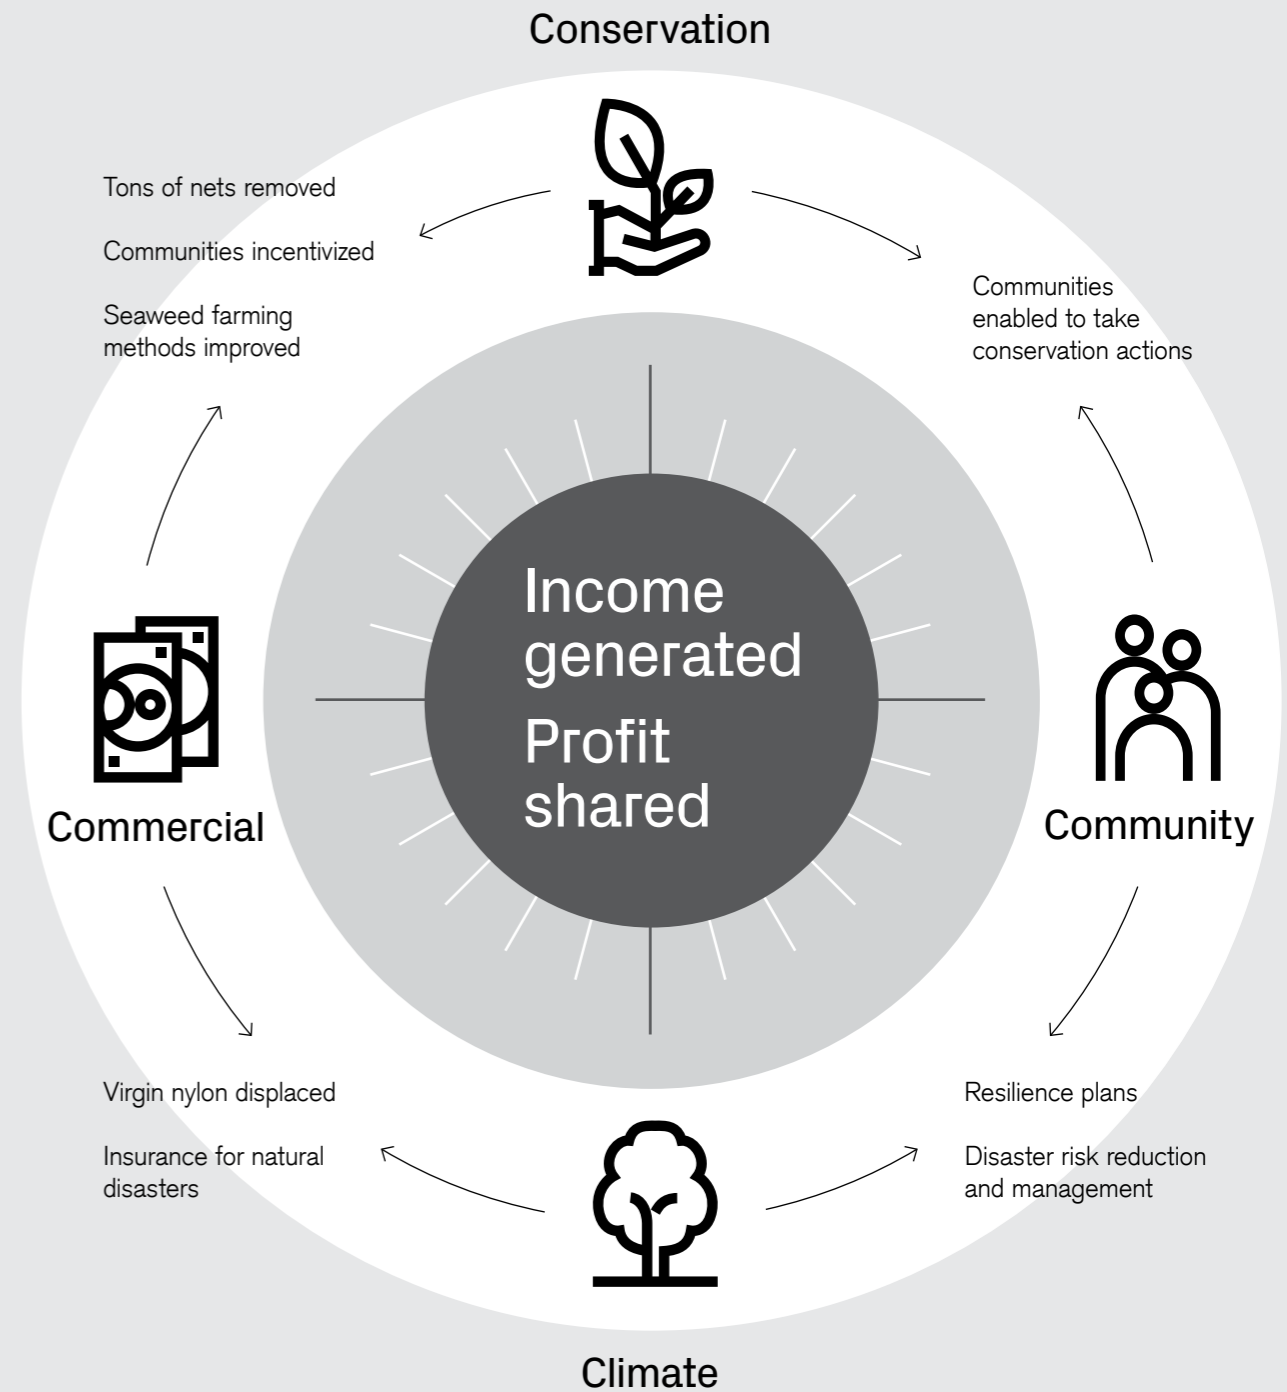 Conservation
Tons of nets removed
Communities incentivized
Seaweed farming
methods improved
Communities
enabled to take
conservation actions
Income
generated
Profit
shared
Commercial
Community
Virgin nylon displaced
Insurance for natural
disasters
Resilience plans
Disaster risk reduction
and management
Climate